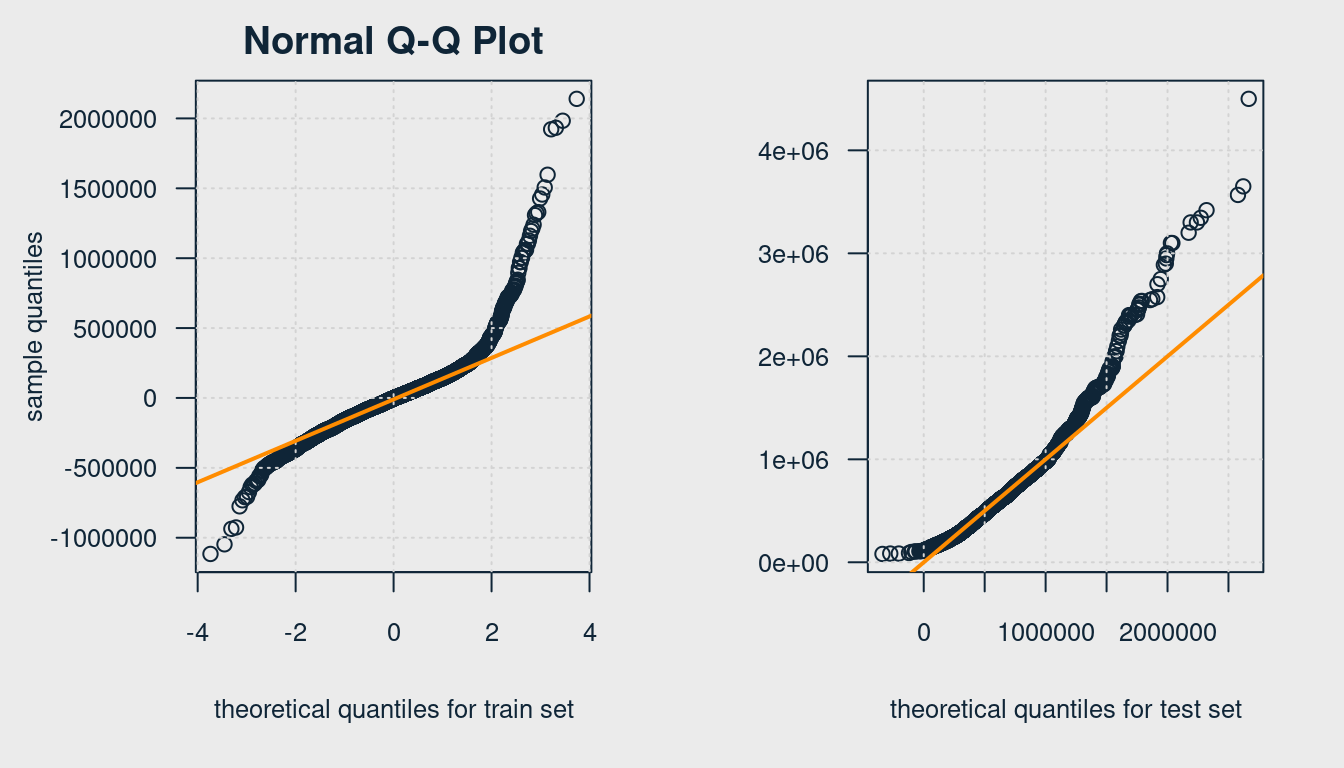 Normal Q-Q Plot
sample quantiles
2000000
1500000
1000000
500000
0
-500000
-1000000
-4 -2 0 2 4
theoretical quantiles for train set
4e+06
3e+06
2e+06
1e+06
0e+00
0 1000000 2000000
theoretical quantiles for test set